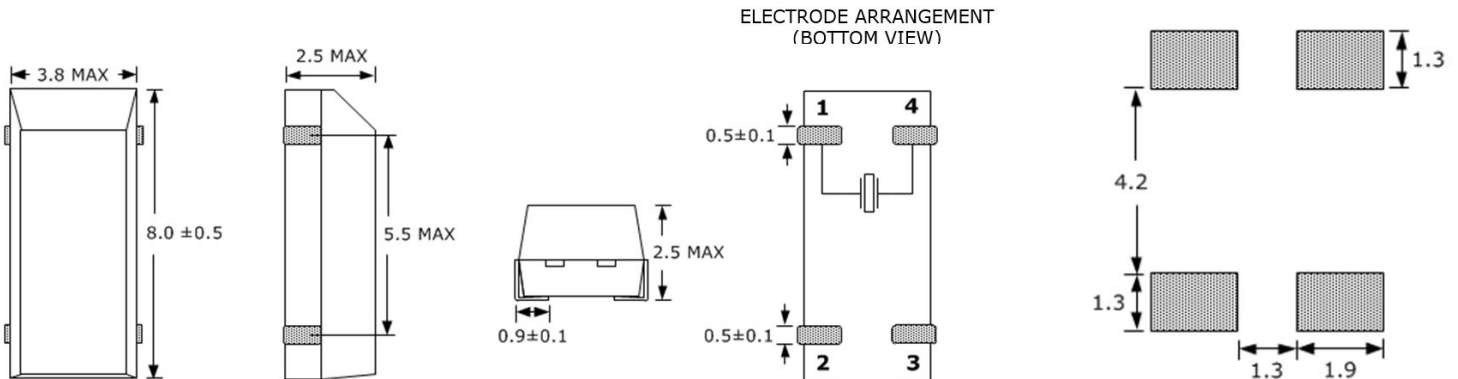 ELECTRODE ARRANGEMENT
(BOTTOM VIEW)
3.8 MAX
8.0 ±0.5
2.5 MAX
5.5 MAX
2.5 MAX
0.9±0.1
1
4
0.5±0.1
0.5±0.1
2
3
1.3
4.2
1.3
1.3
1.9